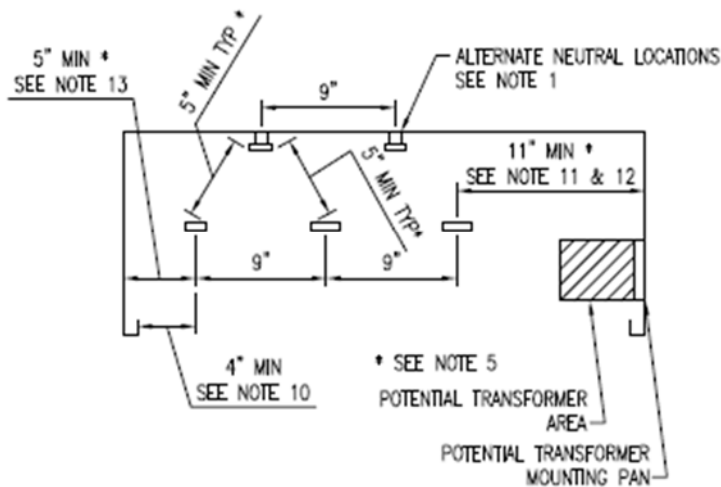 5" MIN *
SEE NOTE 13
5" MIN TYP *
9"
ALTERNATE NEUTRAL LOCATIONS
SEE NOTE 1
5" MIN TYP*
11" MIN *
SEE NOTE 11 & 12
9"
9"
4" MIN
SEE NOTE 10
* SEE NOTE 5
POTENTIAL TRANSFORMER
AREA
POTENTIAL TRANSFORMER
MOUNTING PAN